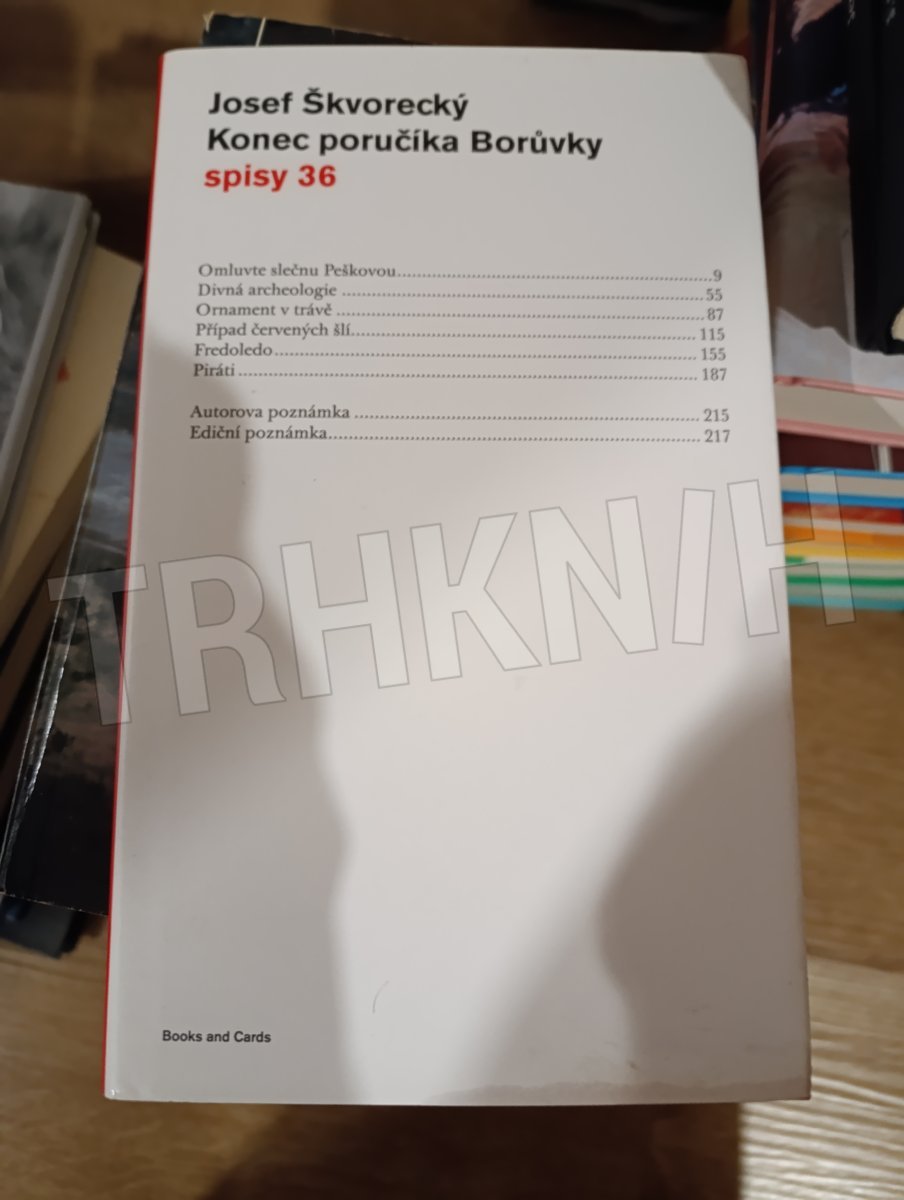 Josef Škvorecký
Konec poručíka Borůvky
spisy 36
Omluvte slečnu Peškovou........................................................................9
Divná archeologie ........................................................................55
Ornament v trávě ........................................................................87
Případ červených šlí........................................................................ 115
Fredoledo........................................................................ 155
Piráti ........................................................................ 187
Autorova poznámka ........................................................................ 215
Ediční poznámka........................................................................ 217
TRHKNIH
Books and Cards